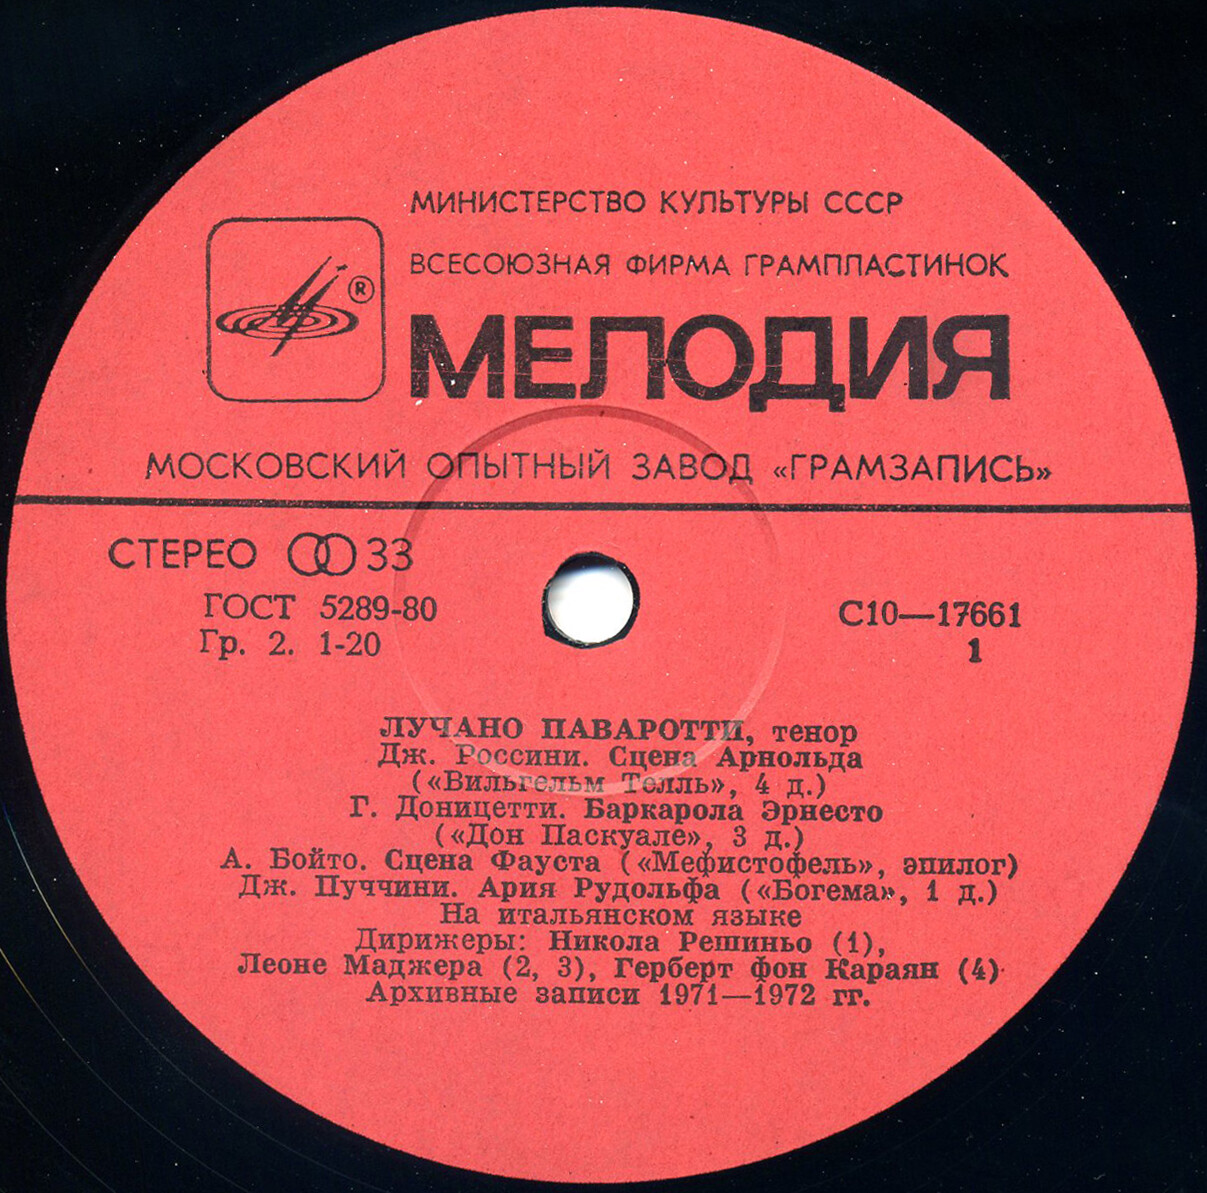 МИНИСТЕРСТВО КУЛЬТУРЫ СССР
ВСЕСОЮЗНАЯ ФИРМА ГРАМПЛАСТИНОК
®
МЕЛОДИЯ
МОСКОВСКИЙ ОПЫТНЫЙ ЗАВОД «ГРАМЗАПИСЬ»
СТЕРЕО 33
ГОСТ 5289-80
Гр. 2. 1-20
С10—17661
1
ЛУЧАНО ПАВАРОТТИ, тенор
Дж. Россини. Сцена Арнольда
(«Вильгельм Телль», 4 д.)
Г. Доницетти. Баркарола Эрнесто
(«Дон Паскуале», 3 д.)
А. Бойто. Сцена Фауста («Мефистофель», эпилог)
Дж. Пуччини. Ария Рудольфа («Богема», 1 д.)
На итальянском языке
Дирижеры: Никола Решиньо (1),
Леоне Маджера (2, 3), Герберт фон Караян (4)
Архивные записи 1971—1972 гг.